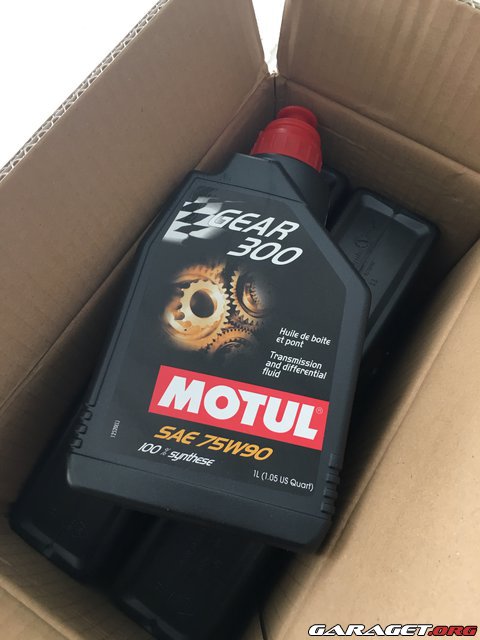 GEAR
300
Huile de boîte
et pont
Transmission
and differential
fluid
MOTUL®
SAE 75W90
100% synthese
1L (1.05 US Quart)
GARAGET.ORG